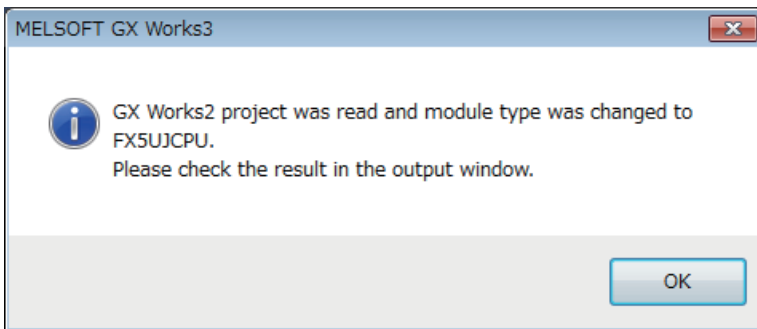 MELSOFT GX Works3
GX Works2 project was read and module type was changed to
FX5UJCPU.
Please check the result in the output window.
OK